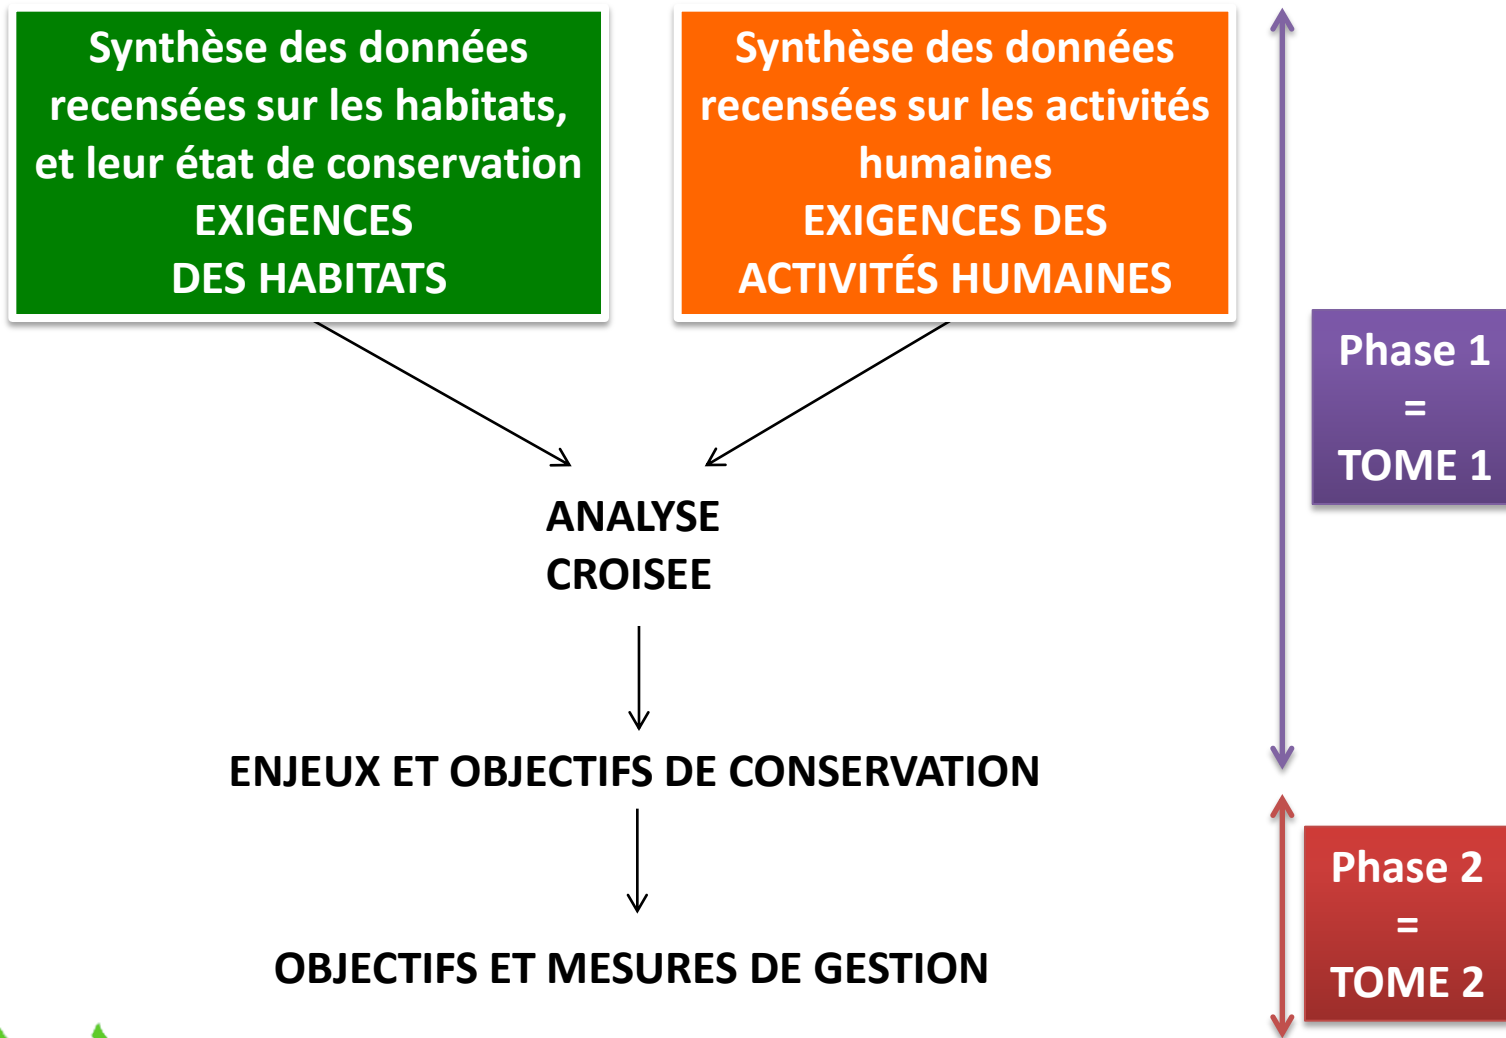 Synthèse des données
recensées sur les habitats,
et leur état de conservation
EXIGENCES
DES HABITATS
Synthèse des données
recensées sur les activités
humaines
EXIGENCES DES
ACTIVITÉS HUMAINES
Phase 1
=
TOME 1
ANALYSE
CROISEE
ENJEUX ET OBJECTIFS DE CONSERVATION
Phase 2
=
TOME 2
OBJECTIFS ET MESURES DE GESTION